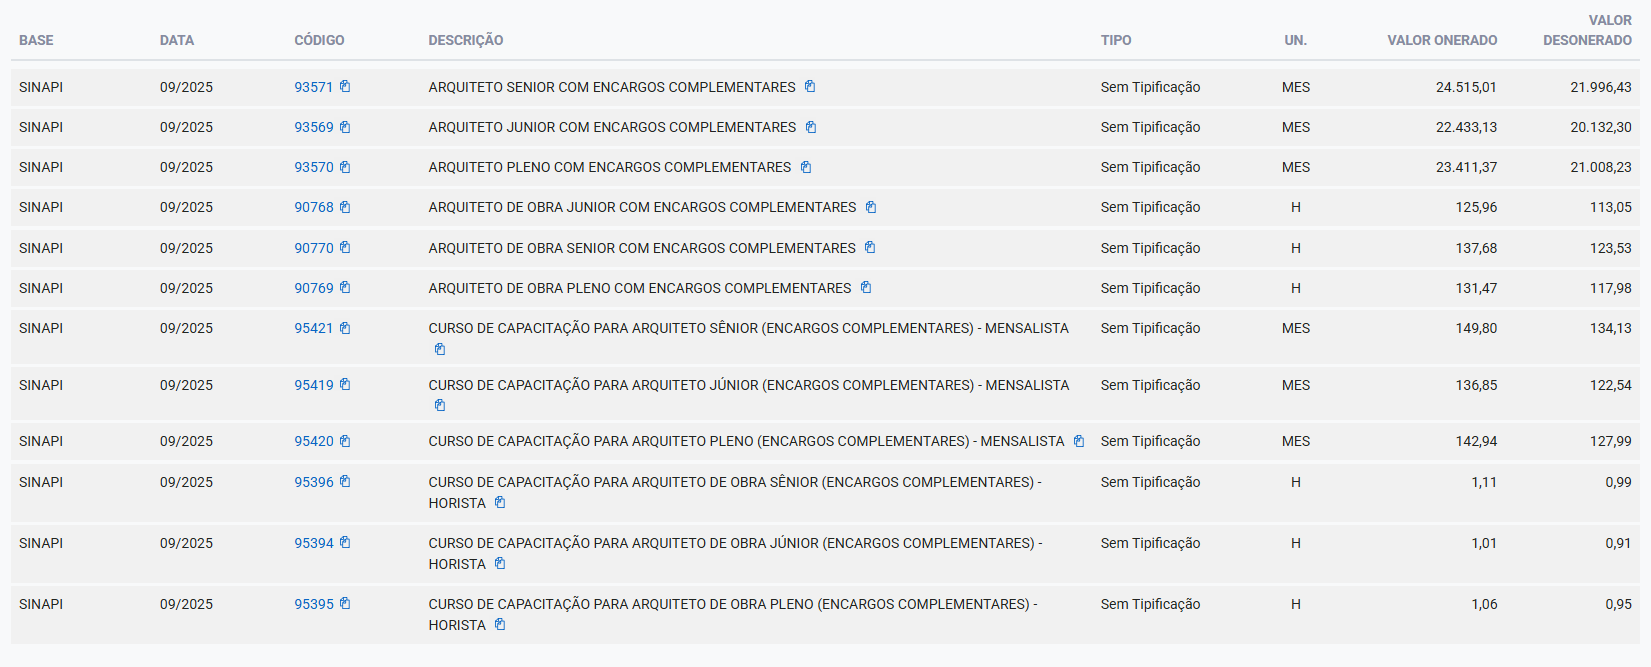 BASE DATA CÓDIGO DESCRIÇÃO TIPO UN. VALOR ONERADO VALOR DESONERADO
SINAPI 09/2025 93571 ARQUITETO SENIOR COM ENCARGOS COMPLEMENTARES Sem Tipificação MES 24.515,01 21.996,43
SINAPI 09/2025 93569 ARQUITETO JUNIOR COM ENCARGOS COMPLEMENTARES Sem Tipificação MES 22.433,13 20.132,30
SINAPI 09/2025 93570 ARQUITETO PLENO COM ENCARGOS COMPLEMENTARES Sem Tipificação MES 23.411,37 21.008,23
SINAPI 09/2025 90768 ARQUITETO DE OBRA JUNIOR COM ENCARGOS COMPLEMENTARES Sem Tipificação H 125,96 113,05
SINAPI 09/2025 90770 ARQUITETO DE OBRA SENIOR COM ENCARGOS COMPLEMENTARES Sem Tipificação H 137,68 123,53
SINAPI 09/2025 90769 ARQUITETO DE OBRA PLENO COM ENCARGOS COMPLEMENTARES Sem Tipificação H 131,47 117,98
SINAPI 09/2025 95421 CURSO DE CAPACITAÇÃO PARA ARQUITETO SÊNIOR (ENCARGOS COMPLEMENTARES) - MENSALISTA Sem Tipificação MES 149,80 134,13
SINAPI 09/2025 95419 CURSO DE CAPACITAÇÃO PARA ARQUITETO JÚNIOR (ENCARGOS COMPLEMENTARES) - MENSALISTA Sem Tipificação MES 136,85 122,54
SINAPI 09/2025 95420 CURSO DE CAPACITAÇÃO PARA ARQUITETO PLENO (ENCARGOS COMPLEMENTARES) - MENSALISTA Sem Tipificação MES 142,94 127,99
SINAPI 09/2025 95396 CURSO DE CAPACITAÇÃO PARA ARQUITETO DE OBRA SÊNIOR (ENCARGOS COMPLEMENTARES) - Sem Tipificação H 1,11 0,99
HORISTA
SINAPI 09/2025 95394 CURSO DE CAPACITAÇÃO PARA ARQUITETO DE OBRA JÚNIOR (ENCARGOS COMPLEMENTARES) - Sem Tipificação H 1,01 0,91
HORISTA
SINAPI 09/2025 95395 CURSO DE CAPACITAÇÃO PARA ARQUITETO DE OBRA PLENO (ENCARGOS COMPLEMENTARES) - Sem Tipificação H 1,06 0,95
HORISTA